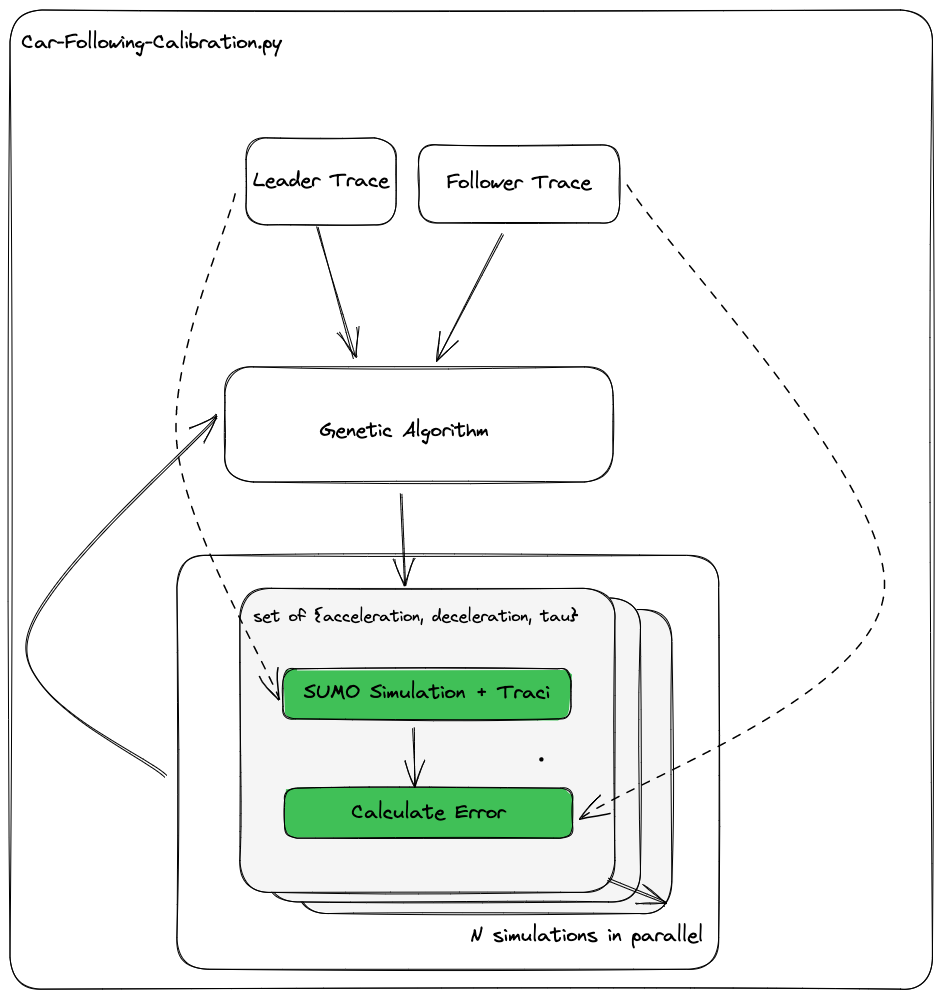 Car-Following-Calibration.py
Leader Trace
Follower Trace
Genetic Algorithm
set of {acceleration, deceleration, tau}
SUMO Simulation + Traci
Calculate Error
N simulations in parallel